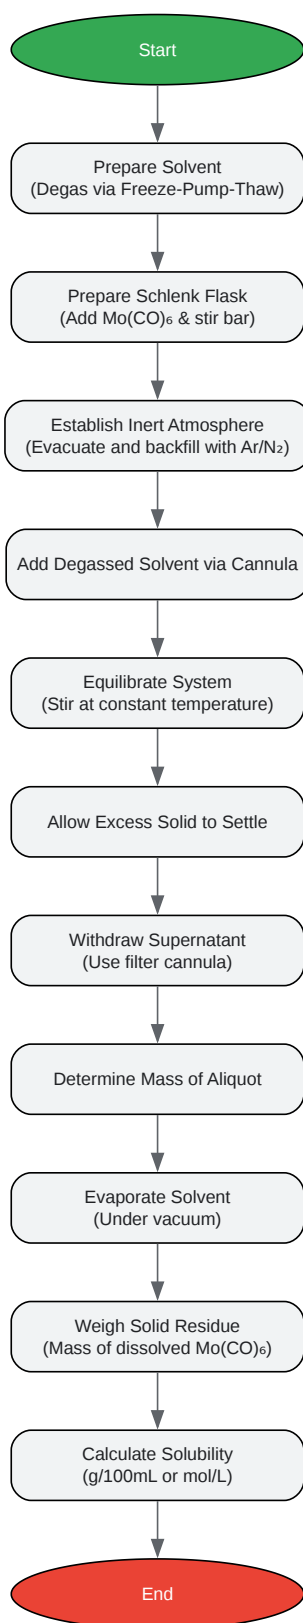 Start
Prepare Solvent
(Degas via Freeze-Pump-Thaw)
Prepare Schlenk Flask
(Add Mo(CO)₆ & stir bar)
Establish Inert Atmosphere
(Evacuate and backfill with Ar/N₂)
Add Degassed Solvent via Cannula
Equilibrate System
(Stir at constant temperature)
Allow Excess Solid to Settle
Withdraw Supernatant
(Use filter cannula)
Determine Mass of Aliquot
Evaporate Solvent
(Under vacuum)
Weigh Solid Residue
(Mass of dissolved Mo(CO)₆)
Calculate Solubility
(g/100mL or mol/L)
End